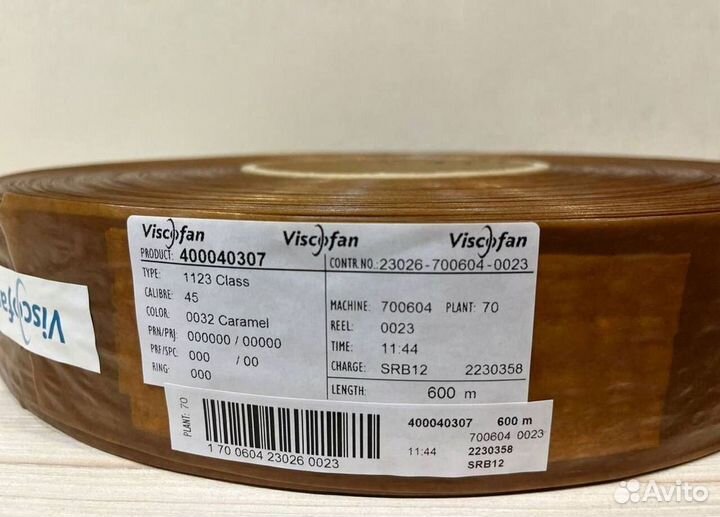 Viscofan
Viscofan Viscofan Viscofan
PRODUCT: 400040307
TYPE: 1123 Class
CALIBRE: 45
COLOR: 0032 Caramel
PRN/PRJ: 000000 / 00000
PRF/SPC: 000 / 00
RING: 000
CONTR.NO.: 23026-700604-0023
MACHINE: 700604 PLANT: 70
REEL: 0023
TIME: 11:44
CHARGE: SRB12 2230358
LENGTH: 600 m
PLANT: 70
1 70 0604 23026 0023
400040307 600 m
700604 0023
11:44 2230358
SRB12
Avito